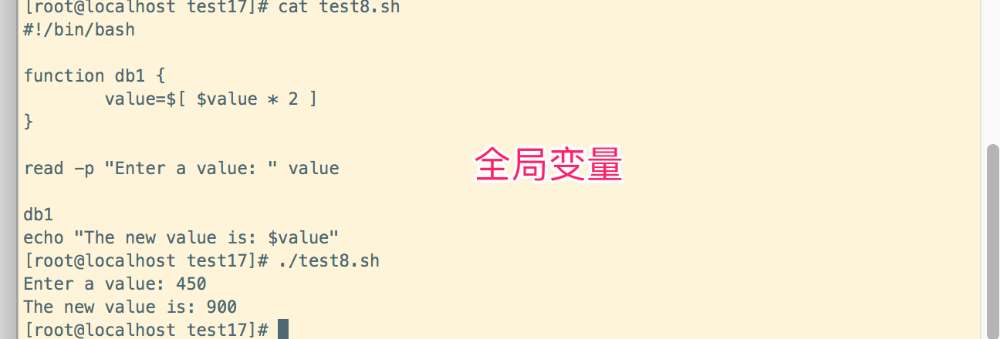 [root@localhost test17]# cat test8.sh
#!/bin/bash
function db1 {
        value=$[ $value * 2 ]
}
read -p "Enter a value: " value
全局变量
db1
echo "The new value is: $value"
[root@localhost test17]# ./test8.sh
Enter a value: 450
The new value is: 900
[root@localhost test17]#